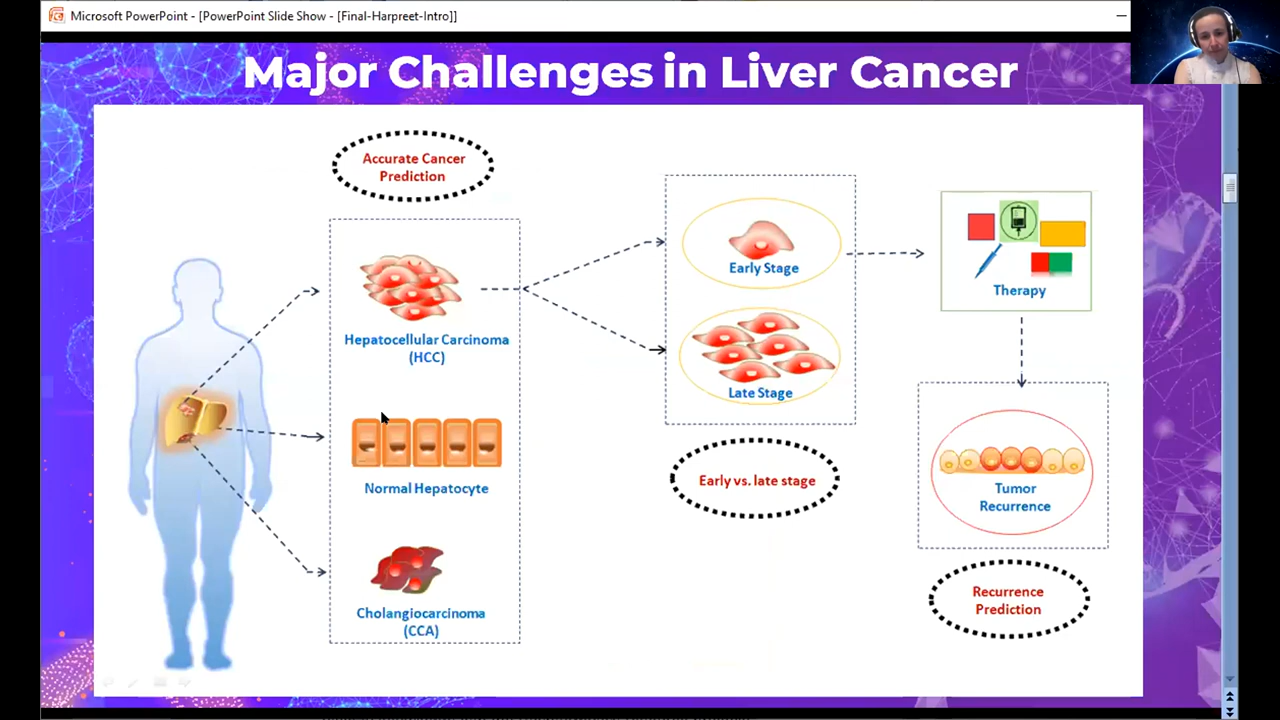 Microsoft PowerPoint - [PowerPoint Slide Show - [Final-Harpreet-Intro]]
Major Challenges in Liver Cancer
Accurate Cancer
Prediction
Hepatocellular Carcinoma
(HCC)
Normal Hepatocyte
Cholangiocarcinoma
(CCA)
Early Stage
Late Stage
Early vs. late stage
Therapy
Tumor
Recurrence
Recurrence
Prediction